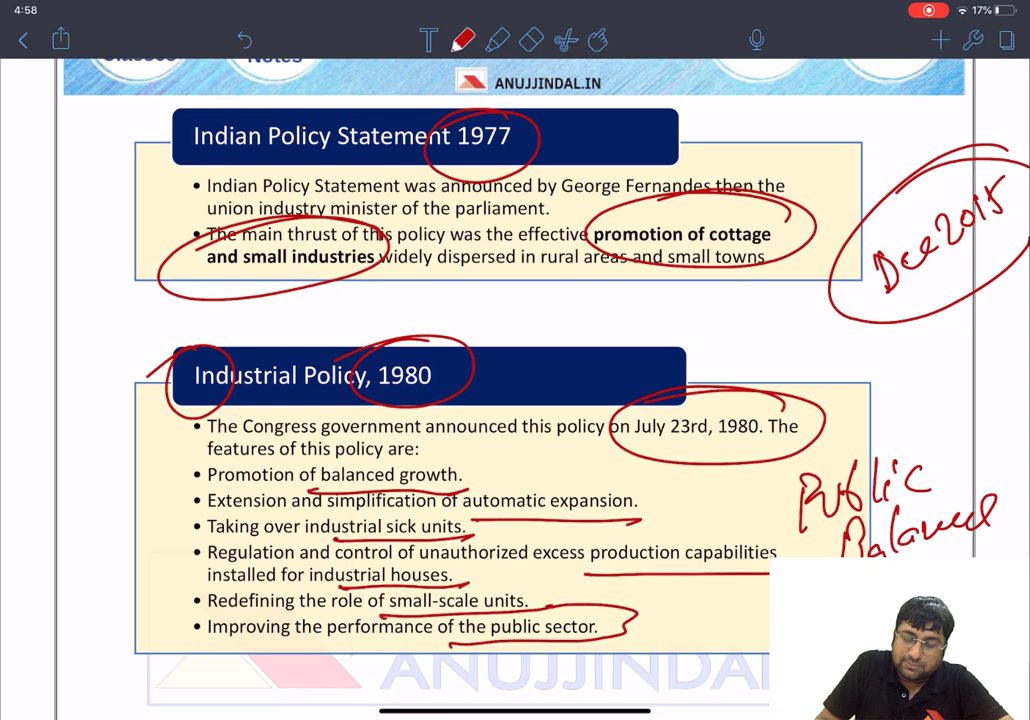 4:58
17%
Classes
Notes
ANUJJINDAL.IN
Indian Policy Statement 1977
• Indian Policy Statement was announced by George Fernandes then the
union industry minister of the parliament.
• The main thrust of this policy was the effective promotion of cottage
and small industries widely dispersed in rural areas and small towns
Dec 2015
Industrial Policy, 1980
• The Congress government announced this policy on July 23rd, 1980. The
features of this policy are:
• Promotion of balanced growth.
• Extension and simplification of automatic expansion.
• Taking over industrial sick units.
• Regulation and control of unauthorized excess production capabilities
installed for industrial houses.
• Redefining the role of small-scale units.
• Improving the performance of the public sector.
Public
Balanced
ANUJJINDAL